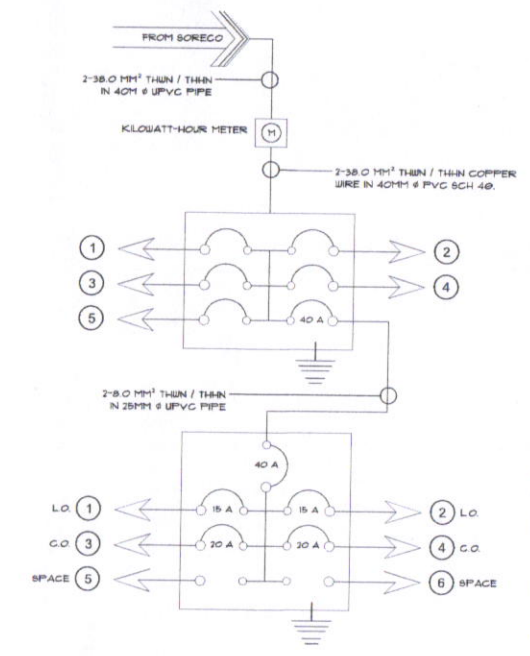 FROM SORECO
2-38.0 MM² THWN / THHN
IN 40M ø UPVC PIPE
KILOWATT-HOUR METER
M
2-38.0 MM² THWN / THHN COPPER
WIRE IN 40MM ø PVC SCH 40.
1
2
3
4
5
40 A
2-8.0 MM² THWN / THHN
IN 25MM ø UPVC PIPE
40 A
L.O. 1
15 A
15 A
2 L.O.
C.O. 3
20 A
20 A
4 C.O.
SPACE 5
6 SPACE